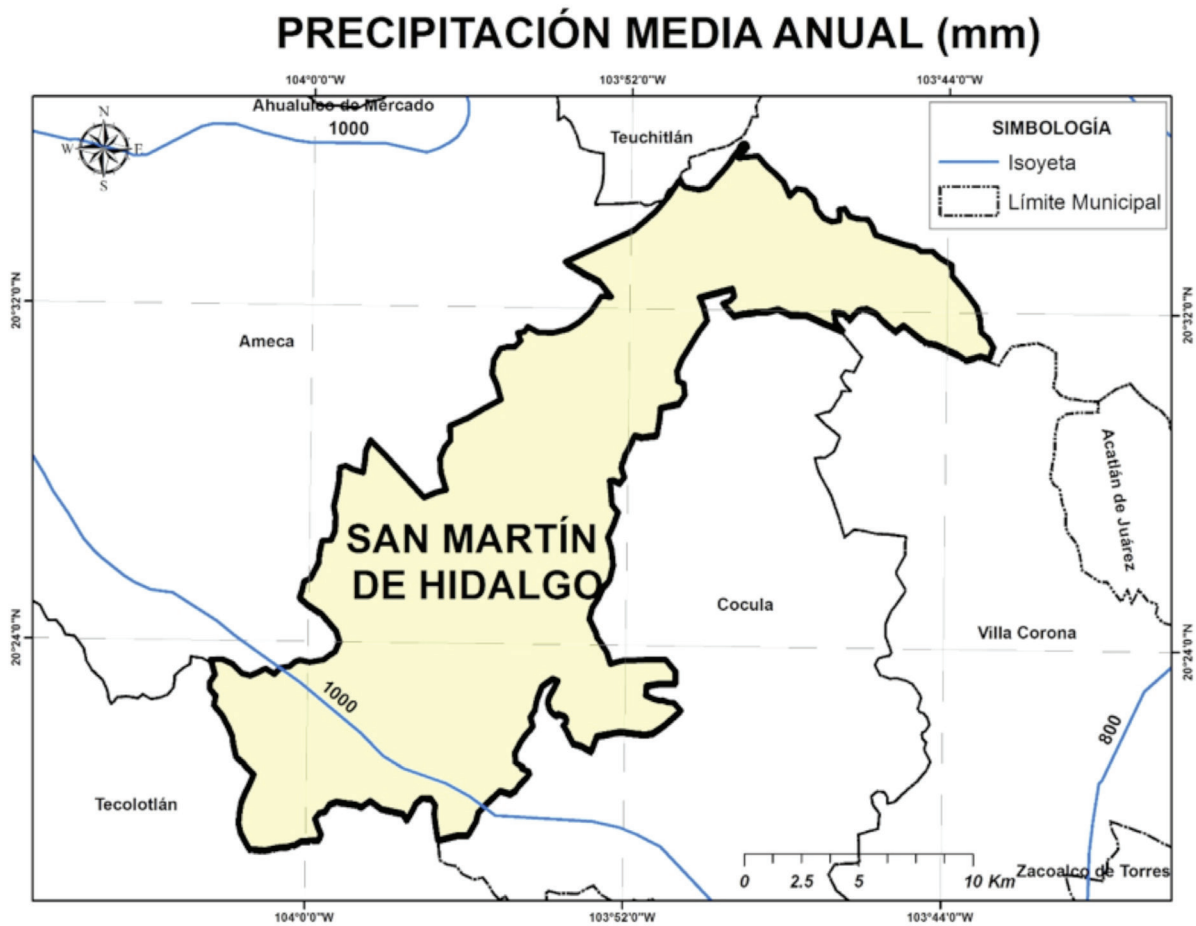 PRECIPITACIÓN MEDIA ANUAL (mm)
104°0'0"W 103°52'0"W 103°44'0"W
Ahualulco de Mercado
1000
Teuchitlán
SIMBOLOGÍA
Isoyeta
Límite Municipal
N
W E
S
20°32'0"N
20°32'0"N
Ameca
Acatlán de Juárez
SAN MARTÍN
DE HIDALGO
Cocula
Villa Corona
20°24'0"N
20°24'0"N
1000
800
Tecolotlán
Zacoalco de Torres
0 2.5 5 10 Km
104°0'0"W 103°52'0"W 103°44'0"W